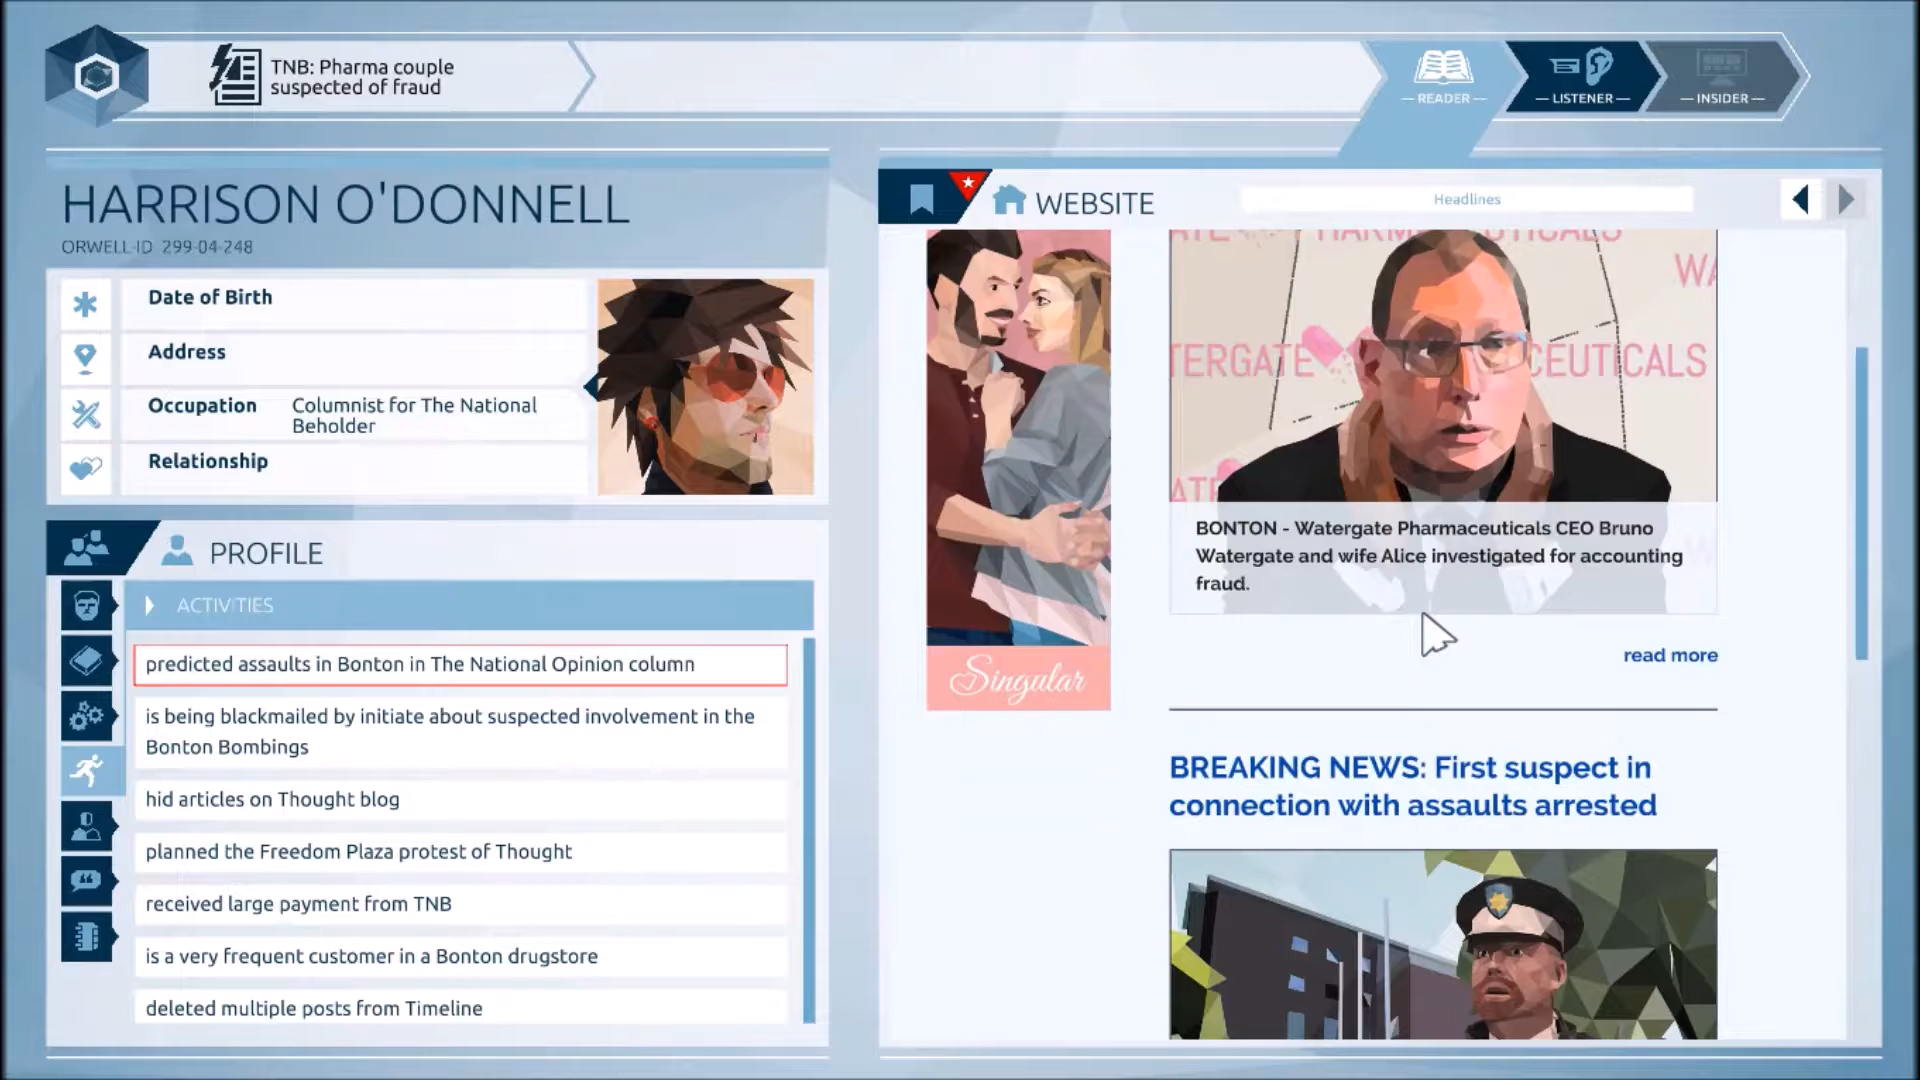 TNB: Pharma couple
suspected of fraud
READER
LISTENER
INSIDER
HARRISON O'DONNELL
ORWELL-ID 299-04-248
Date of Birth
Address
Occupation Columnist for The National
Beholder
Relationship
PROFILE
ACTIVITIES
predicted assaults in Bonton in The National Opinion column
is being blackmailed by initiate about suspected involvement in the
Bonton Bombings
hid articles on Thought blog
planned the Freedom Plaza protest of Thought
received large payment from TNB
is a very frequent customer in a Bonton drugstore
deleted multiple posts from Timeline
WEBSITE
Headlines
Singular
WA
TERGATE CEUTICALS
BONTON - Watergate Pharmaceuticals CEO Bruno
Watergate and wife Alice investigated for accounting
fraud.
read more
BREAKING NEWS: First suspect in
connection with assaults arrested